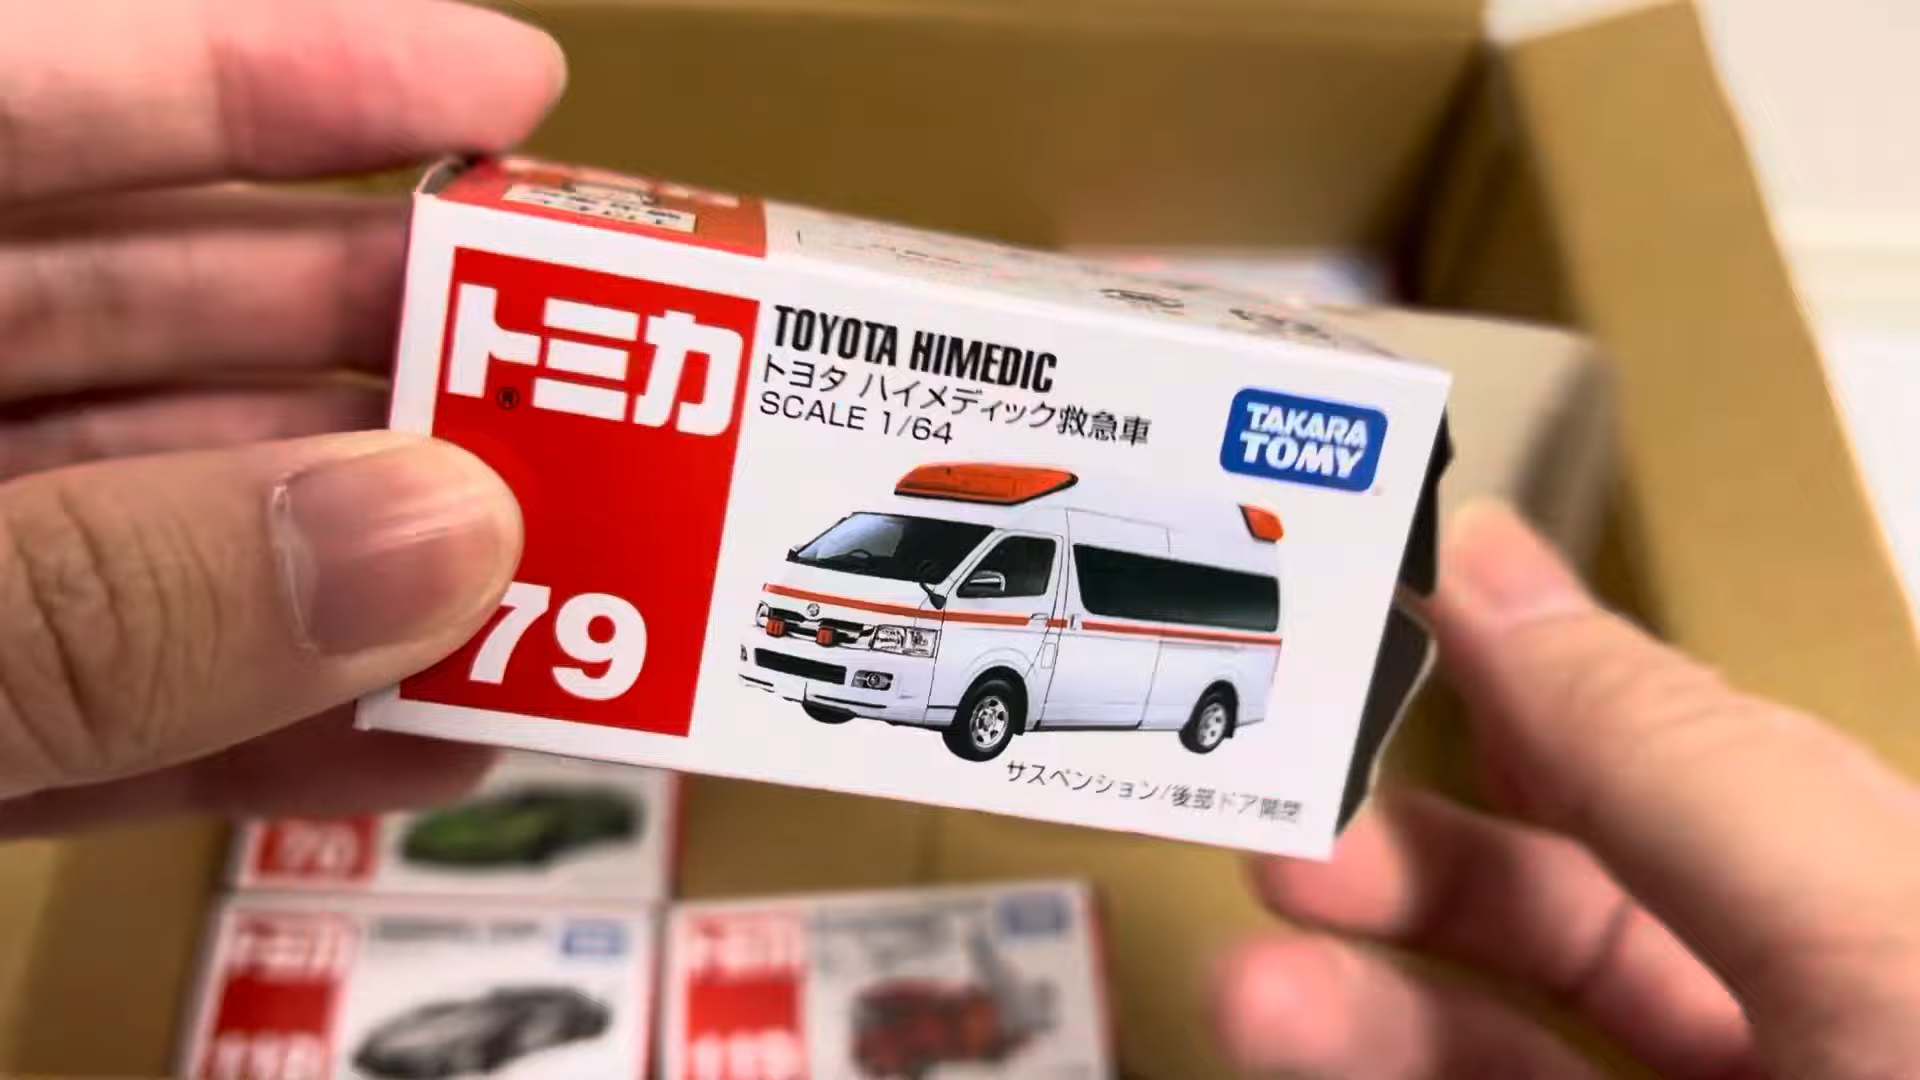 トミカ
®
79
TOYOTA HIMEDIC
トヨタ ハイメディック救急車
SCALE 1/64
TAKARA
TOMY
サスペンション/後部ドア開閉